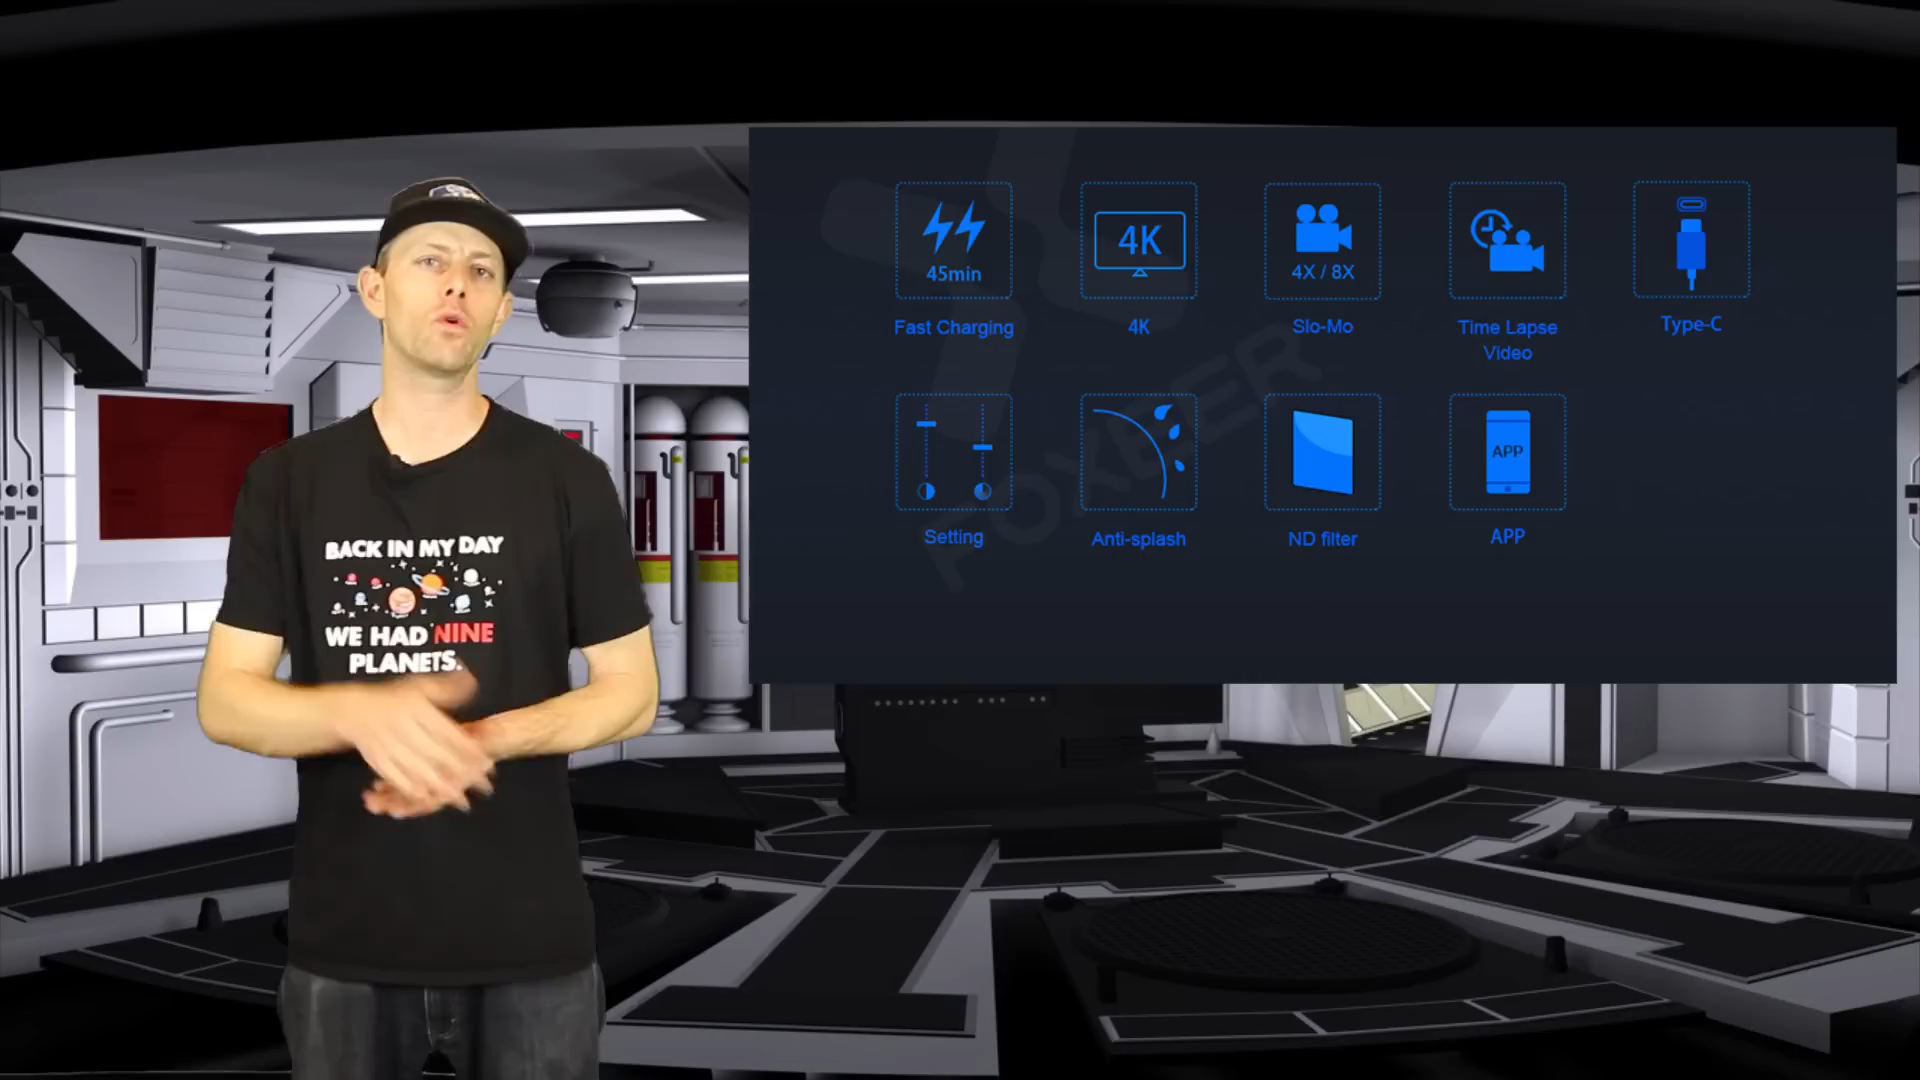 45min
4K
4X / 8X
Fast Charging
4K
Slo-Mo
Time Lapse
Video
Type-C
APP
Setting
Anti-splash
ND filter
APP
FOXEER
BACK IN MY DAY
WE HAD NINE
PLANETS.